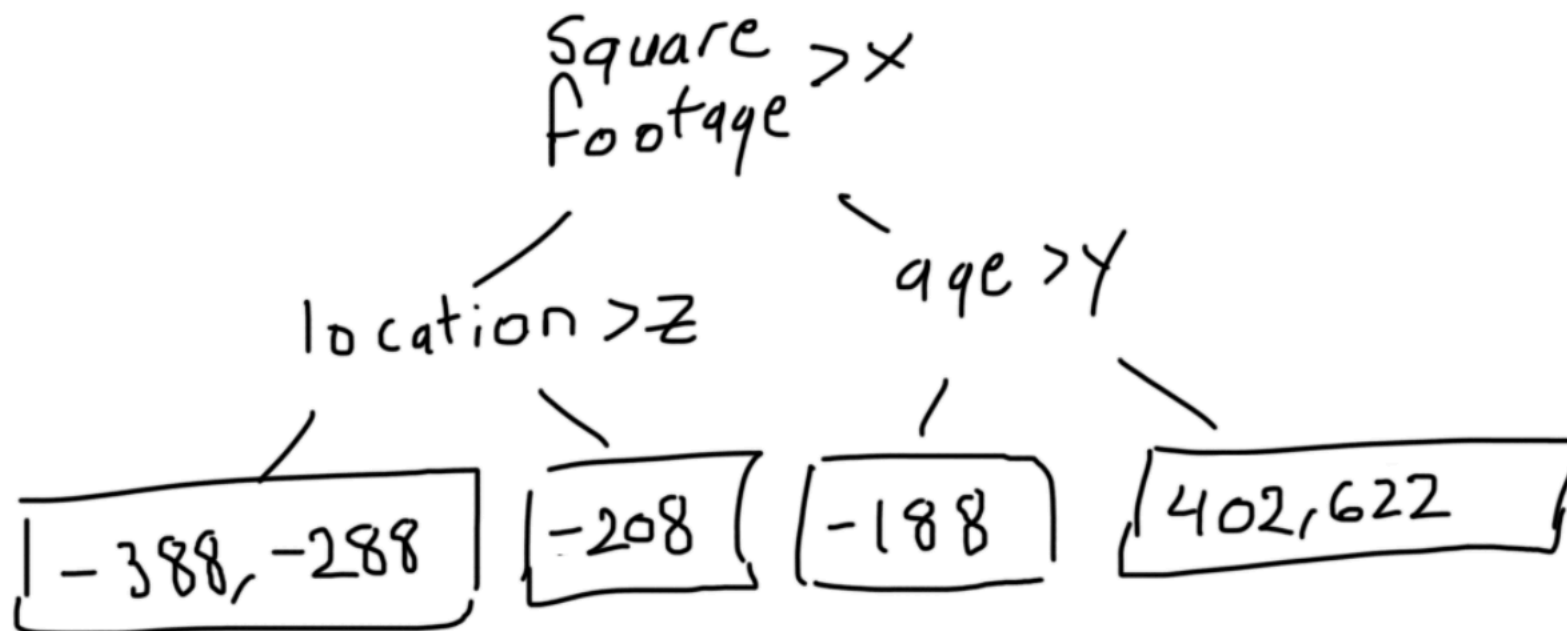 square
footage >X
location >Z
age >Y
-388, -288
-208
-188
402, 622